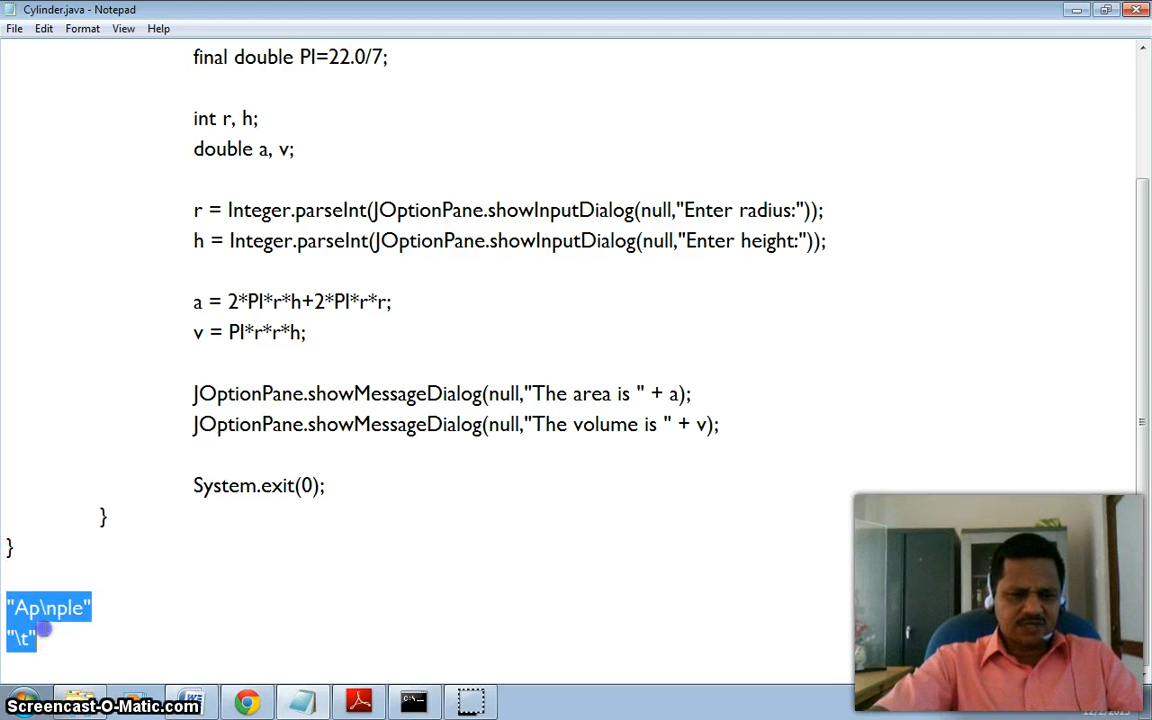 Cylinder.java - Notepad
File Edit Format View Help
final double PI=22.0/7;
int r, h;
double a, v;
r = Integer.parseInt(JOptionPane.showInputDialog(null,"Enter radius:"));
h = Integer.parseInt(JOptionPane.showInputDialog(null,"Enter height:"));
a = 2*PI*r*h+2*PI*r*r;
v = PI*r*r*h;
JOptionPane.showMessageDialog(null,"The area is " + a);
JOptionPane.showMessageDialog(null,"The volume is " + v);
System.exit(0);
}
}
"Ap\nple"
"\t"
Screencast-O-Matic.com